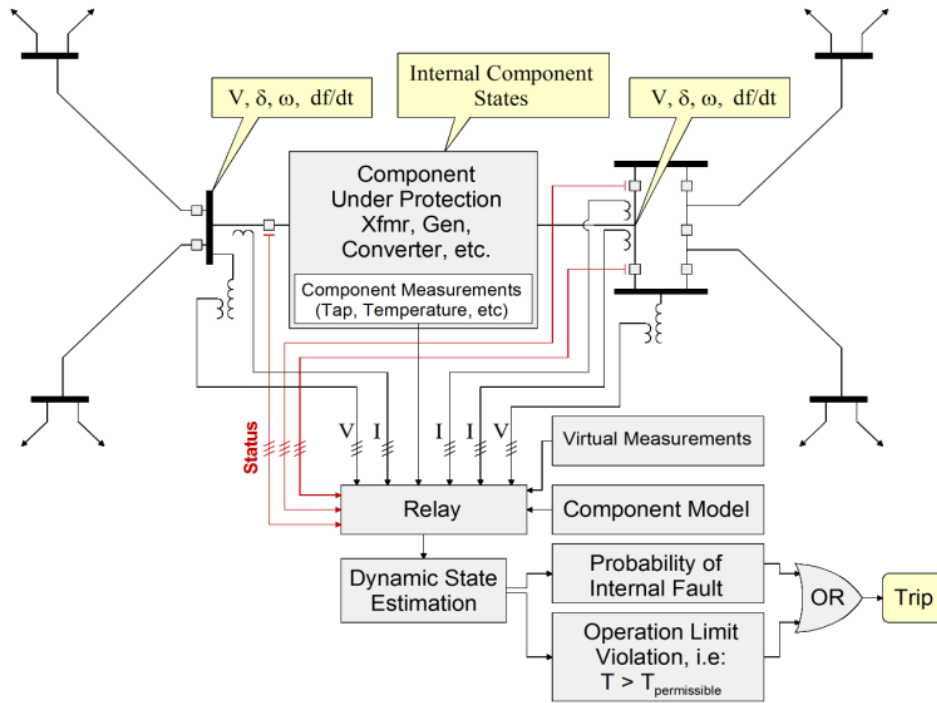 V, δ, ω, df/dt
Internal Component
States
V, δ, ω, df/dt
Component
Under Protection
Xfmr, Gen,
Converter, etc.
Component Measurements
(Tap, Temperature, etc)
Status
V
I
I
I
V
Virtual Measurements
Relay
Component Model
Dynamic State
Estimation
Probability of
Internal Fault
OR
Trip
Operation Limit
Violation, i.e:
T > Tpermissible